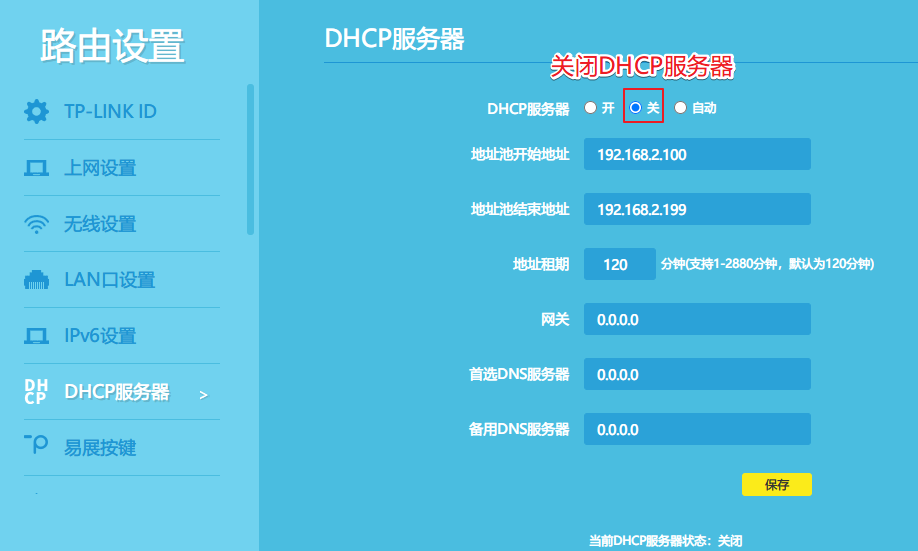 路由设置
TP-LINK ID
上网设置
无线设置
LAN口设置
IPv6设置
DHCP服务器 >
易展按键
DHCP服务器
关闭DHCP服务器
DHCP服务器 开 关 自动
地址池开始地址 192.168.2.100
地址池结束地址 192.168.2.199
地址租期 120 分钟(支持1-2880分钟，默认为120分钟)
网关 0.0.0.0
首选DNS服务器 0.0.0.0
备用DNS服务器 0.0.0.0
保存
当前DHCP服务器状态：关闭